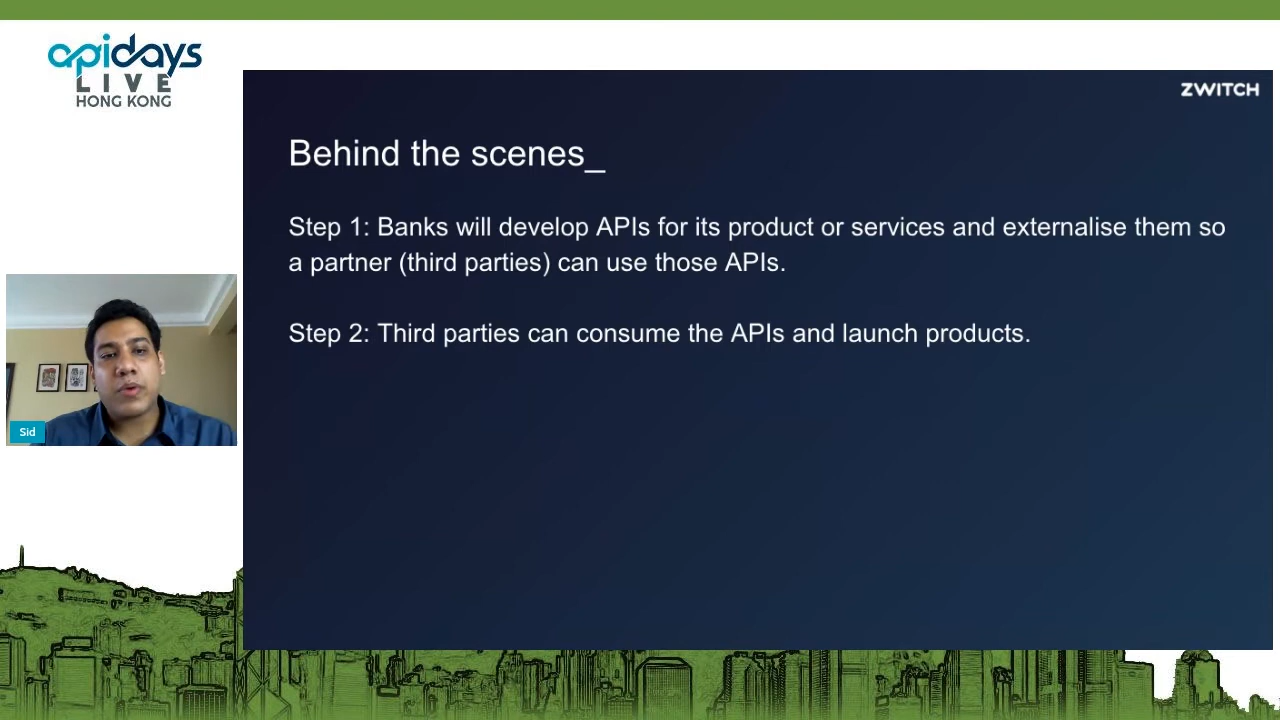 apidays
LIVE
HONG KONG
ZWITCH
Behind the scenes_
Step 1: Banks will develop APIs for its product or services and externalise them so
a partner (third parties) can use those APIs.
Step 2: Third parties can consume the APIs and launch products.
Sid